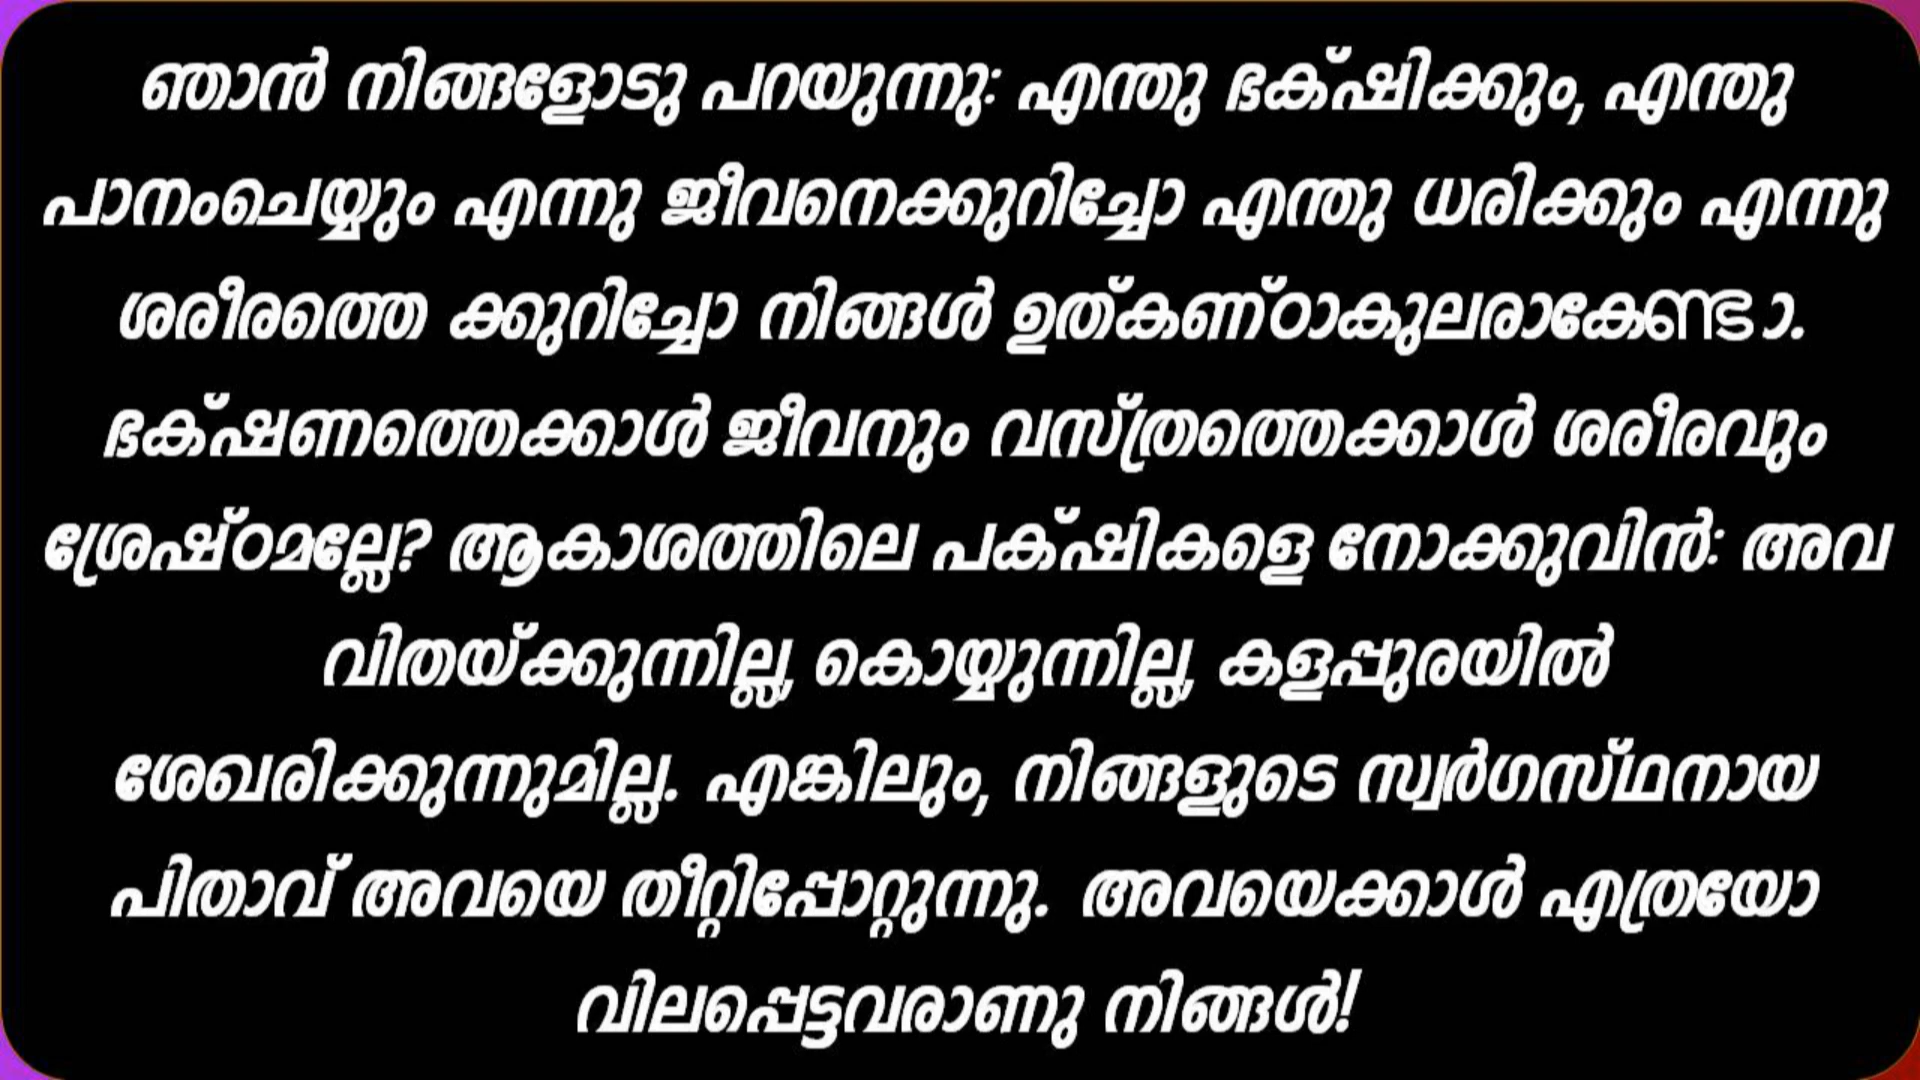 ഞാൻ നിങ്ങളോടു പറയുന്നു: എന്തു ഭക്‌ഷിക്കും, എന്തു
പാനംചെയ്യും എന്നു ജീവനെക്കുറിച്ചോ എന്തു ധരിക്കും എന്നു
ശരീരത്തെ ക്കുറിച്ചോ നിങ്ങൾ ഉത്കണ്ഠാകുലരാകേണ്ടാ.
ഭക്‌ഷണത്തെക്കാൾ ജീവനും വസ്ത്രത്തെക്കാൾ ശരീരവും
ശ്രേഷ്ഠമല്ലേ? ആകാശത്തിലെ പക്‌ഷികളെ നോക്കുവിൻ: അവ
വിതയ്ക്കുന്നില്ല, കൊയ്യുന്നില്ല, കളപ്പുരയിൽ
ശേഖരിക്കുന്നുമില്ല. എങ്കിലും, നിങ്ങളുടെ സ്വർഗസ്ഥനായ
പിതാവ് അവയെ തീറ്റിപ്പോറ്റുന്നു. അവയെക്കാൾ എത്രയോ
വിലപ്പെട്ടവരാണു നിങ്ങൾ!